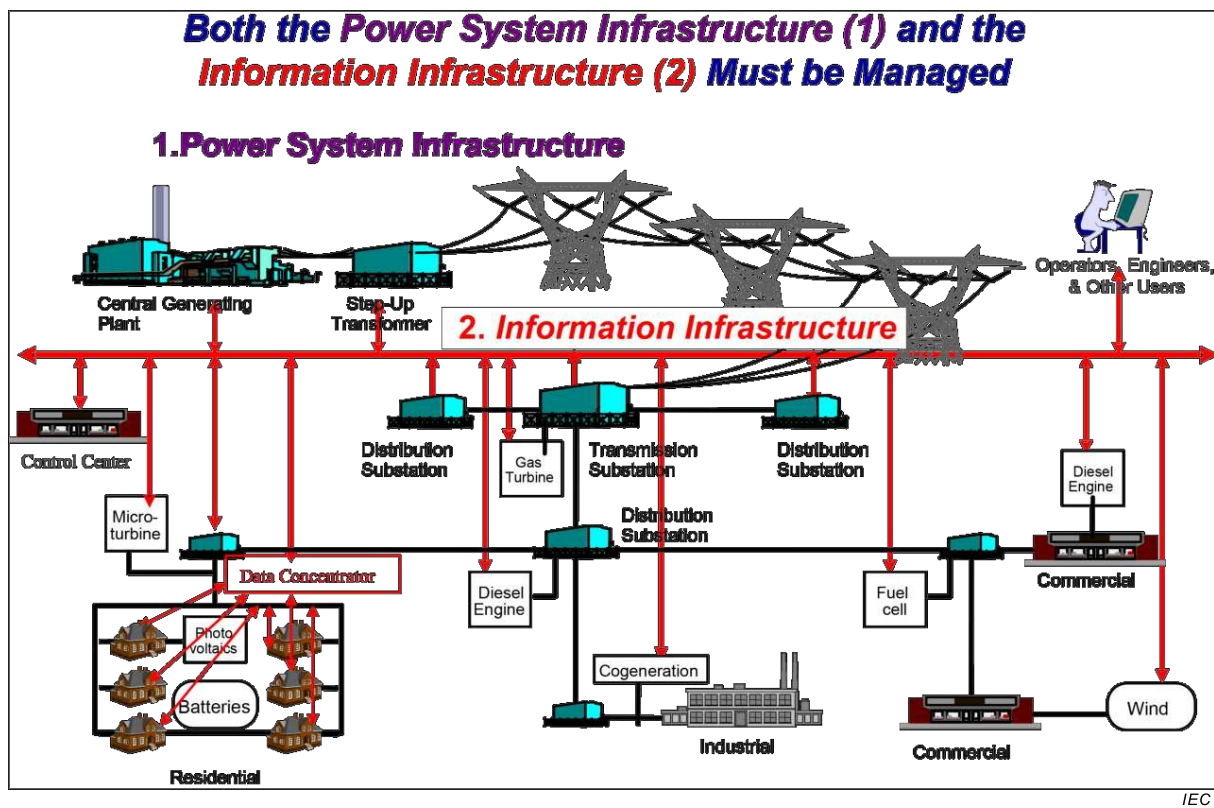 Both the Power System Infrastructure (1) and the
Information Infrastructure (2) Must be Managed
1.Power System Infrastructure
Central Generating
Plant
Step-Up
Transformer
Operators, Engineers,
& Other Users
2. Information Infrastructure
Control Center
Distribution
Substation
Gas
Turbine
Transmission
Substation
Distribution
Substation
Diesel
Engine
Micro-
turbine
Distribution
Substation
Data Concentrator
Diesel
Engine
Fuel
cell
Commercial
Photo
voltaics
Batteries
Cogeneration
Industrial
Commercial
Wind
Residential
IEC